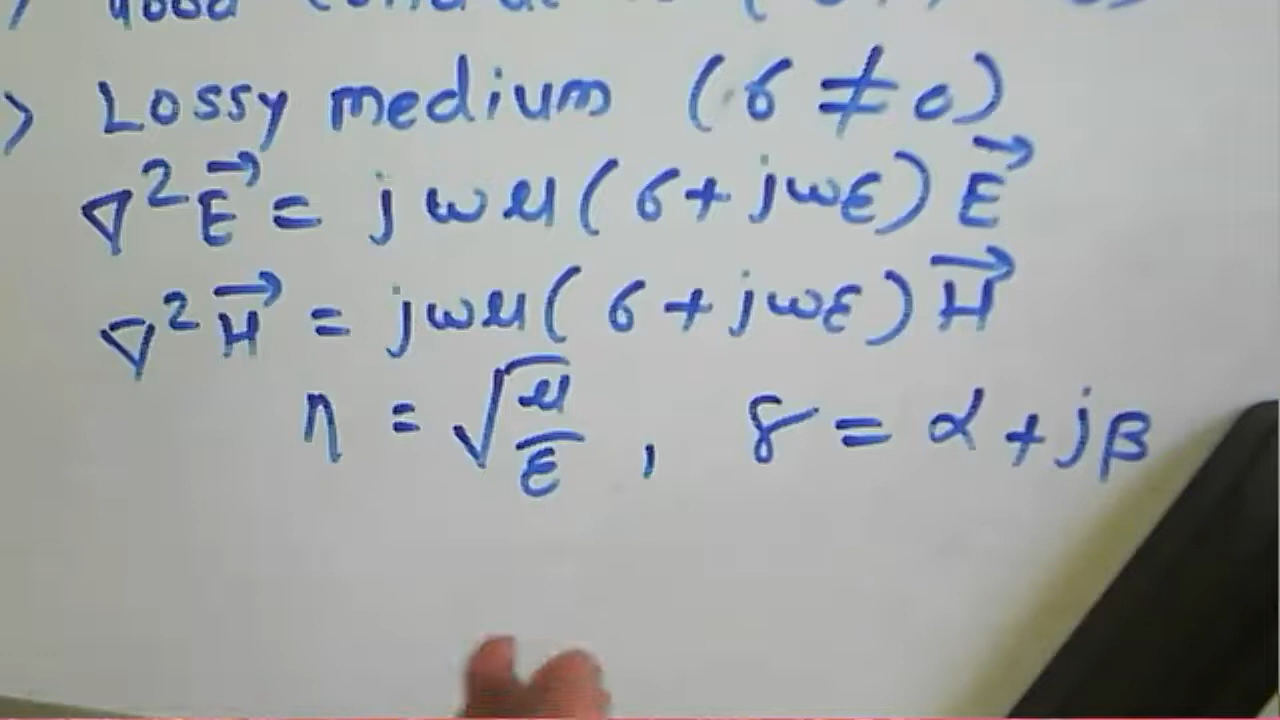 > Lossy medium (σ ≠ 0)
∇²E⃗ = jωμ(σ + jωε)E⃗
∇²H⃗ = jωμ(σ + jωε)H⃗
η = √(μ/ε) , γ = α + jβ